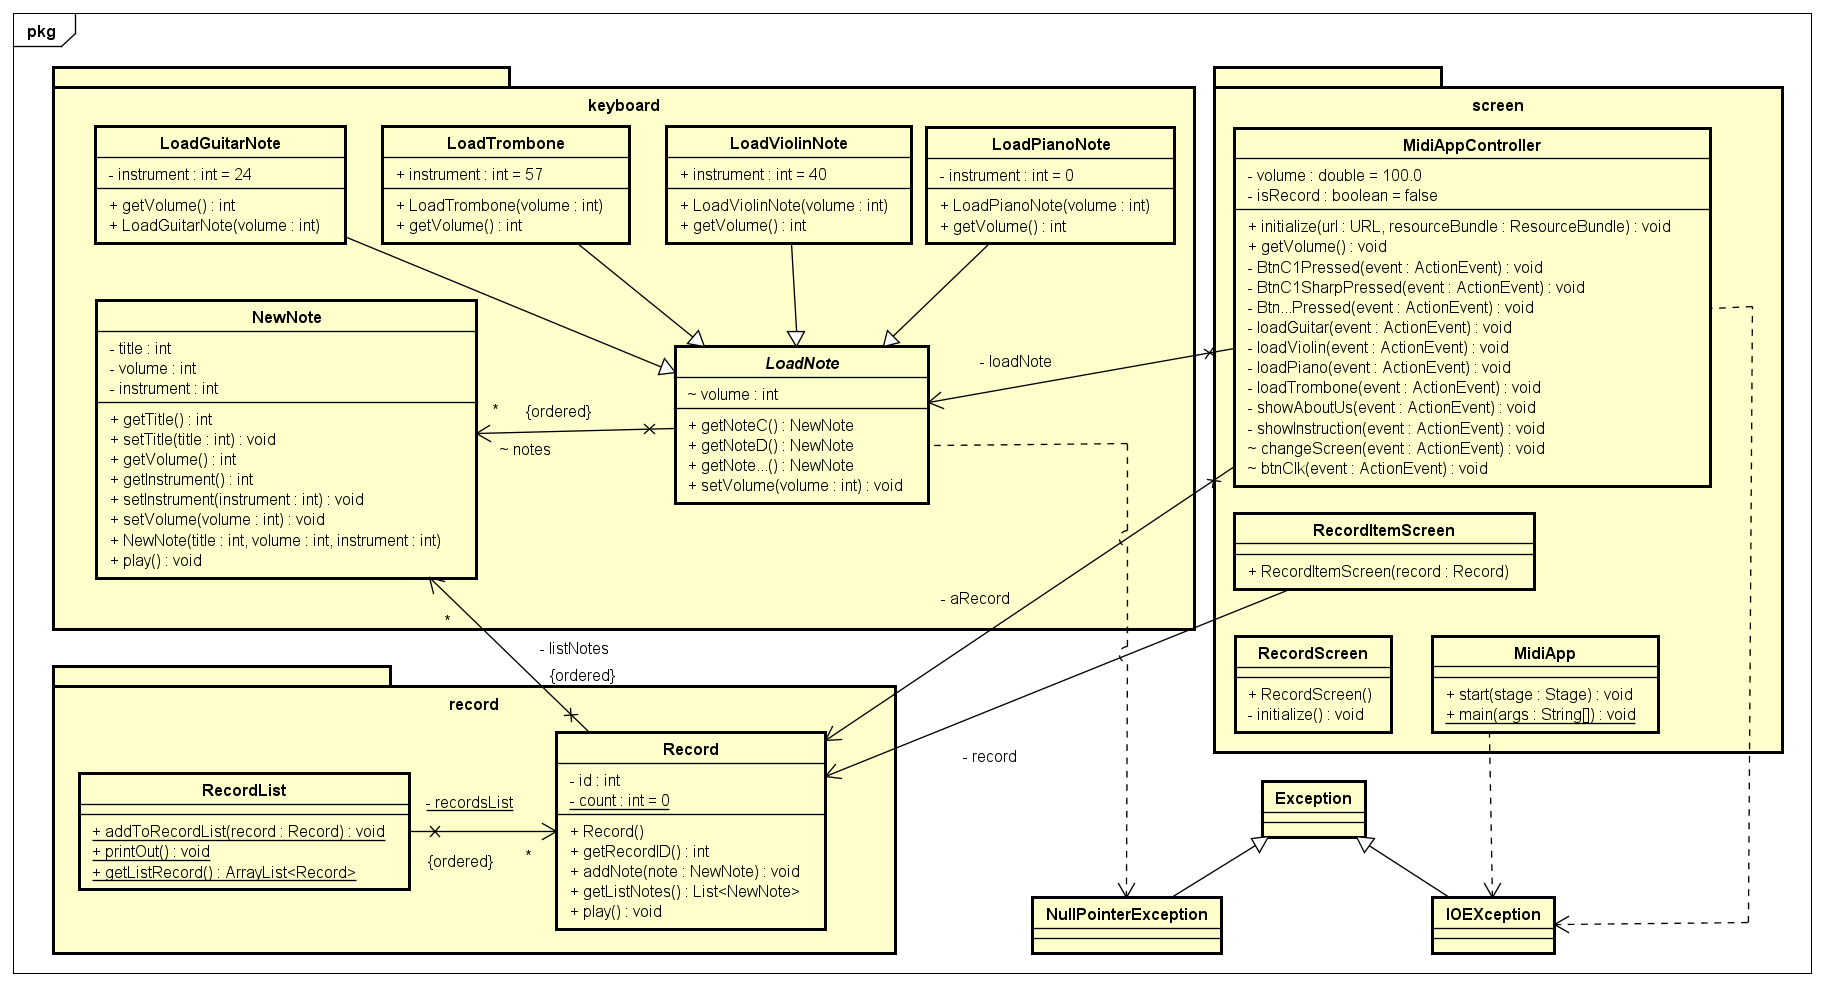 pkg
keyboard
LoadGuitarNote
- instrument : int = 24
+ getVolume() : int
+ LoadGuitarNote(volume : int)
LoadTrombone
+ instrument : int = 57
+ LoadTrombone(volume : int)
+ getVolume() : int
LoadViolinNote
+ instrument : int = 40
+ LoadViolinNote(volume : int)
+ getVolume() : int
LoadPianoNote
- instrument : int = 0
+ LoadPianoNote(volume : int)
+ getVolume() : int
NewNote
- title : int
- volume : int
- instrument : int
+ getTitle() : int
+ setTitle(title : int) : void
+ getVolume() : int
+ getInstrument() : int
+ setInstrument(instrument : int) : void
+ setVolume(volume : int) : void
+ NewNote(title : int, volume : int, instrument : int)
+ play() : void
* {ordered}
~ notes
LoadNote
~ volume : int
+ getNoteC() : NewNote
+ getNoteD() : NewNote
+ getNote...() : NewNote
+ setVolume(volume : int) : void
- loadNote
screen
MidiAppController
- volume : double = 100.0
- isRecord : boolean = false
+ initialize(url : URL, resourceBundle : ResourceBundle) : void
+ getVolume() : void
- BtnC1Pressed(event : ActionEvent) : void
- BtnC1SharpPressed(event : ActionEvent) : void
- Btn...Pressed(event : ActionEvent) : void
- loadGuitar(event : ActionEvent) : void
- loadViolin(event : ActionEvent) : void
- loadPiano(event : ActionEvent) : void
- loadTrombone(event : ActionEvent) : void
- showAboutUs(event : ActionEvent) : void
- showInstruction(event : ActionEvent) : void
~ changeScreen(event : ActionEvent) : void
~ btnClk(event : ActionEvent) : void
RecordItemScreen
+ RecordItemScreen(record : Record)
RecordScreen
+ RecordScreen()
- initialize() : void
MidiApp
+ start(stage : Stage) : void
+ main(args : String[]) : void
- aRecord
*
- listNotes
{ordered}
- record
record
RecordList
+ addToRecordList(record : Record) : void
+ printOut() : void
+ getListRecord() : ArrayList<Record>
- recordsList
{ordered} *
Record
- id : int
- count : int = 0
+ Record()
+ getRecordID() : int
+ addNote(note : NewNote) : void
+ getListNotes() : List<NewNote>
+ play() : void
Exception
NullPointerException
IOEXception